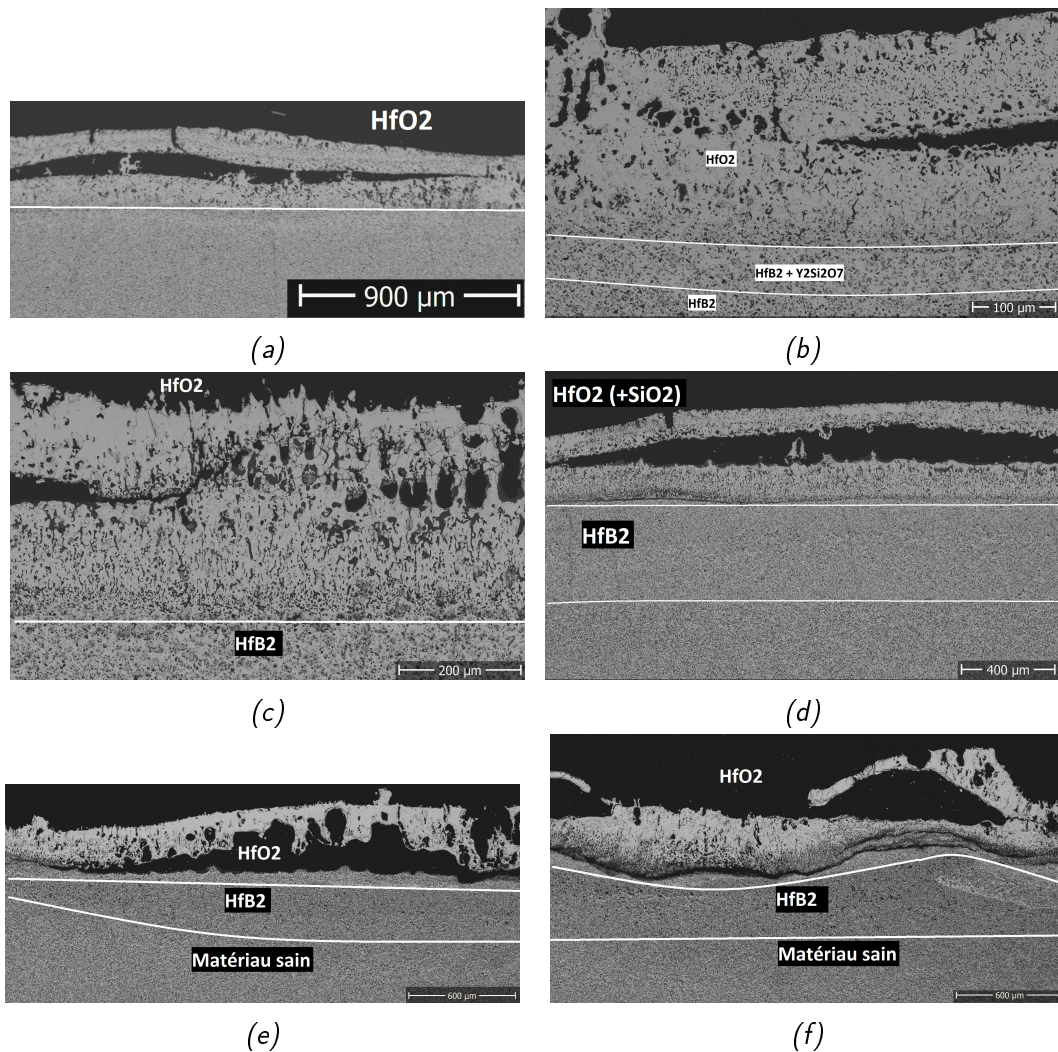 HfO2
900 µm
(a)
HfO2
HfB2 + Y2Si2O7
HfB2
100 µm
(b)
HfO2
HfB2
200 µm
(c)
HfO2 (+SiO2)
HfB2
400 µm
(d)
HfO2
HfB2
Matériau sain
600 µm
(e)
HfO2
HfB2
Matériau sain
600 µm
(f)